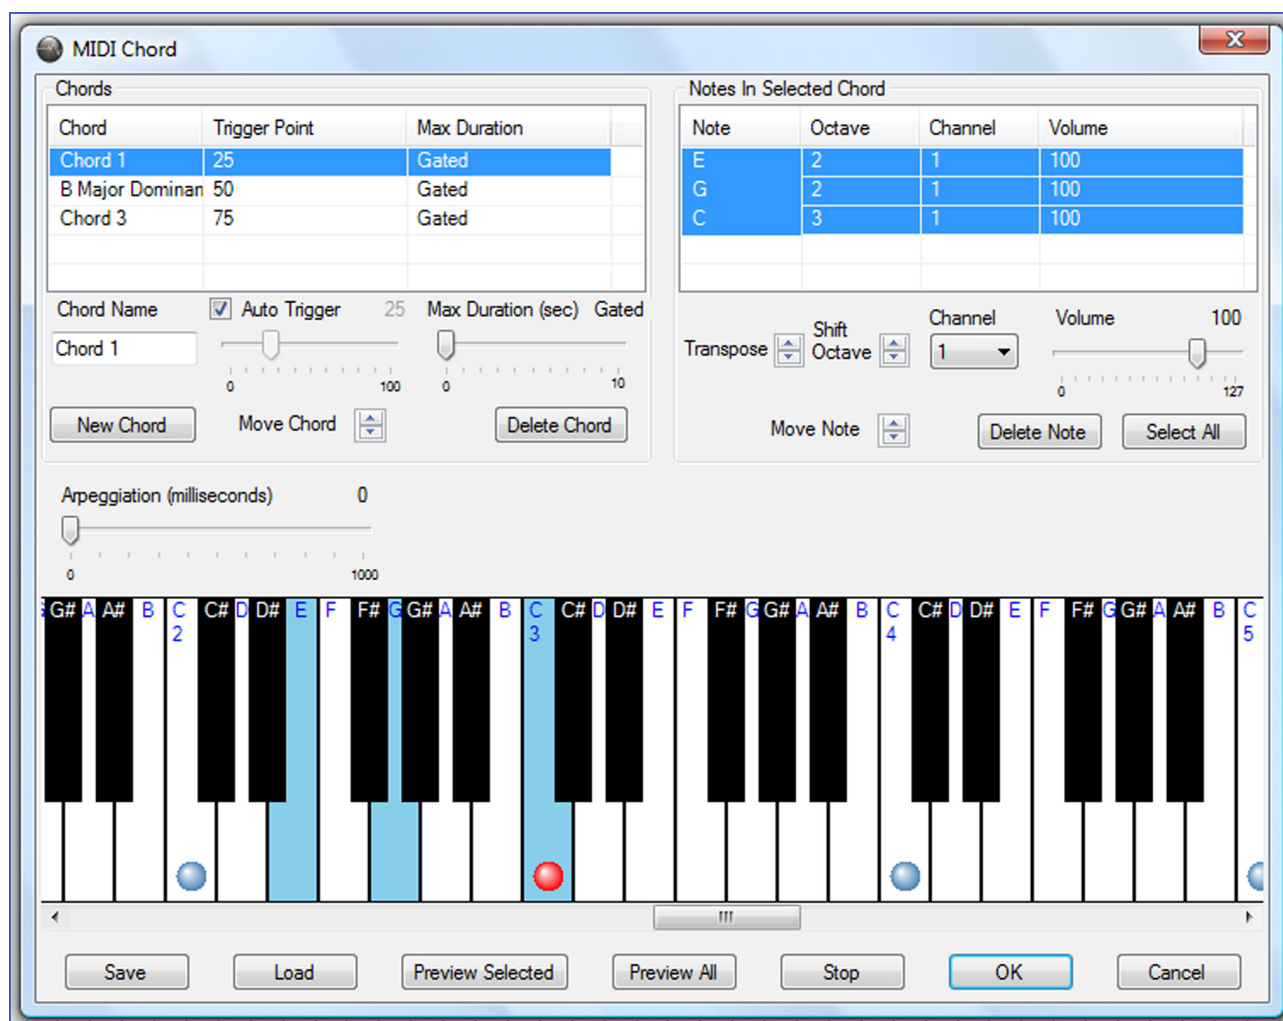 MIDI Chord
X
Chords
Chord Trigger Point Max Duration
Chord 1 25 Gated
B Major Dominan 50 Gated
Chord 3 75 Gated
Chord Name Auto Trigger 25 Max Duration (sec) Gated
Chord 1
0 100 0 10
New Chord Move Chord Delete Chord
Notes In Selected Chord
Note Octave Channel Volume
E 2 1 100
G 2 1 100
C 3 1 100
Transpose Shift Octave Channel Volume 100
1
0 127
Move Note Delete Note Select All
Arpeggiation (milliseconds) 0
0 1000
G# A A# B C C# D D# E F F# G G# A A# B C C# D D# E F F# G G# A A# B C C# D D# E F F# G G# A A# B C
2 3 4 5
Save Load Preview Selected Preview All Stop OK Cancel